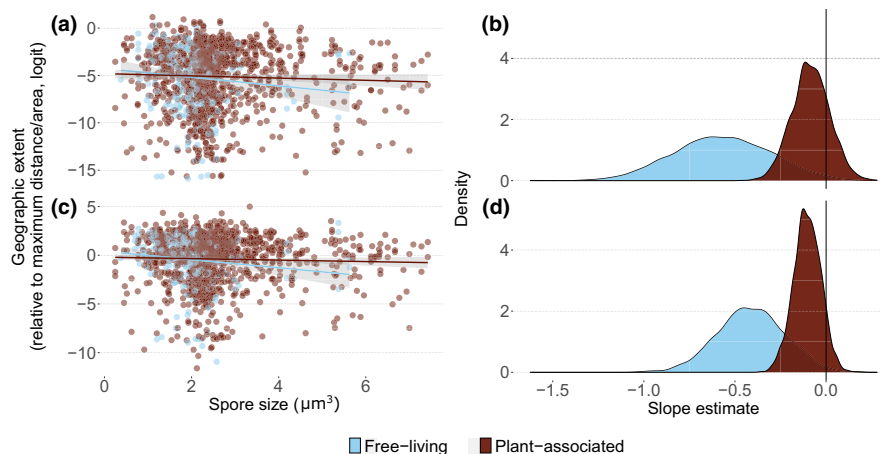 (a)
0
−5
−10
−15
(c)
5
0
−5
−10
0
2
4
6
Spore size (μm³)
Geographic extent
(relative to maximum distance/area, logit)
(b)
4
2
0
(d)
4
2
0
Density
−1.5
−1.0
−0.5
0.0
Slope estimate
Free−living
Plant−associated